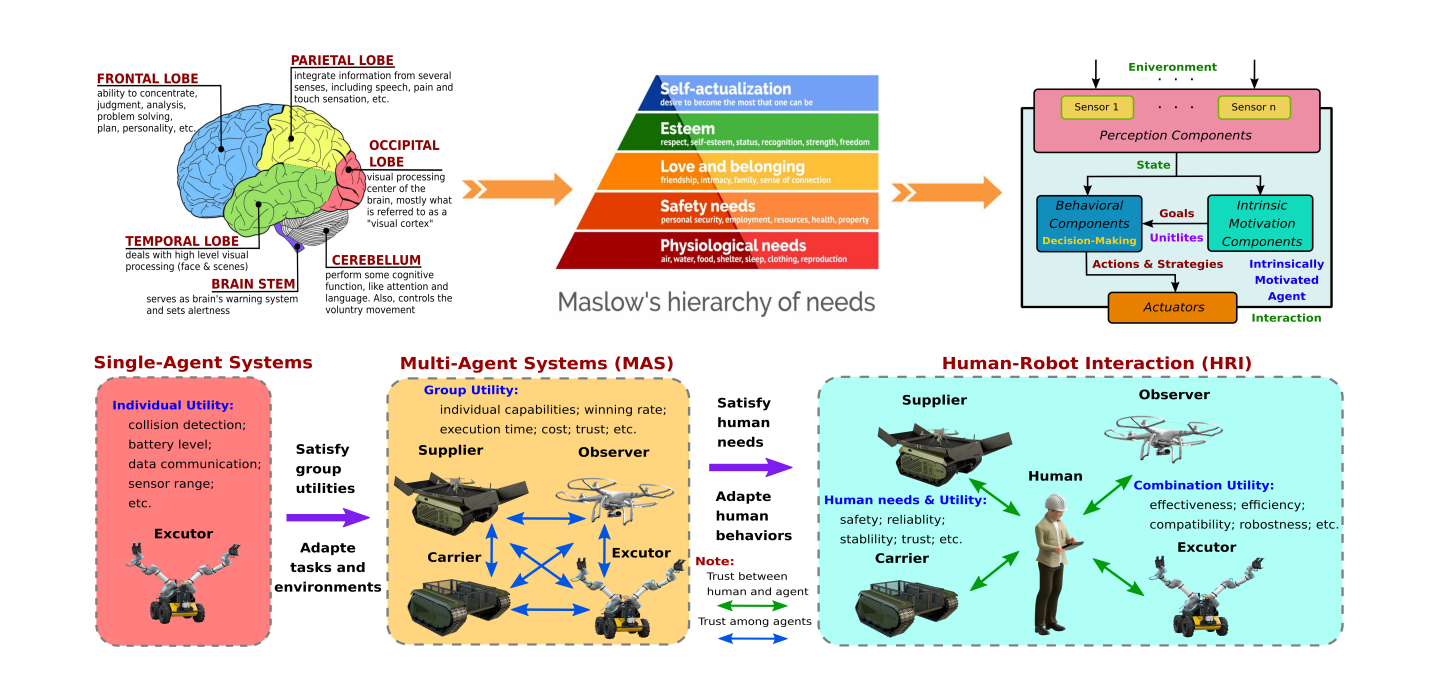 FRONTAL LOBE
ability to concentrate,
judgment, analysis,
problem solving,
plan, personality, etc.
PARIETAL LOBE
integrate information from several
senses, including speech, pain and
touch sensation, etc.
OCCIPITAL
LOBE
visual processing
center of the
brain, mostly what
is referred to as a
"visual cortex"
TEMPORAL LOBE
deals with high level visual
processing (face & scenes)
BRAIN STEM
serves as brain's warning system
and sets alertness
CEREBELLUM
perform some cognitive
function, like attention and
language. Also, controls the
voluntry movement
Self-actualization
desire to become the most that one can be
Esteem
respect, self-esteem, status, recognition, strength, freedom
Love and belonging
friendship, intimacy, family, sense of connection
Safety needs
personal security, employment, resources, health, property
Physiological needs
air, water, food, shelter, sleep, clothing, reproduction
Maslow's hierarchy of needs
Eniveronment
. . .
Sensor 1
. . .
Sensor n
Perception Components
State
Behavioral
Components
Decision-Making
Goals
Unitlites
Intrinsic
Motivation
Components
Actions & Strategies
Intrinsically
Motivated
Agent
Actuators
Interaction
Single-Agent Systems
Individual Utility:
collision detection;
battery level;
data communication;
sensor range;
etc.
Excutor
Satisfy
group
utilities
Adapte
tasks and
environments
Multi-Agent Systems (MAS)
Group Utility:
individual capabilities; winning rate;
execution time; cost; trust; etc.
Supplier
Observer
Carrier
Excutor
Satisfy
human
needs
Adapte
human
behaviors
Note:
Trust between
human and agent
Trust among agents
Human-Robot Interaction (HRI)
Supplier
Observer
Human
Human needs & Utility:
safety; reliablity;
stablility; trust; etc.
Combination Utility:
effectiveness; efficiency;
compatibility; robostness; etc.
Carrier
Excutor